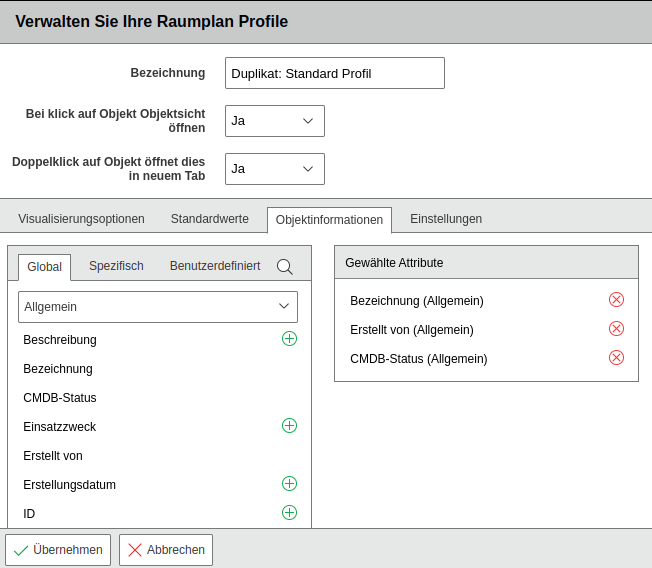 Verwalten Sie Ihre Raumplan Profile
Bezeichnung
Duplikat: Standard Profil
Bei klick auf Objekt Objektsicht
öffnen
Ja
Doppelklick auf Objekt öffnet dies
in neuem Tab
Ja
Visualisierungsoptionen
Standardwerte
Objektinformationen
Einstellungen
Global
Spezifisch
Benutzerdefiniert
Allgemein
Beschreibung
Bezeichnung
CMDB-Status
Einsatzzweck
Erstellt von
Erstellungsdatum
ID
Gewählte Attribute
Bezeichnung (Allgemein)
Erstellt von (Allgemein)
CMDB-Status (Allgemein)
Übernehmen
Abbrechen